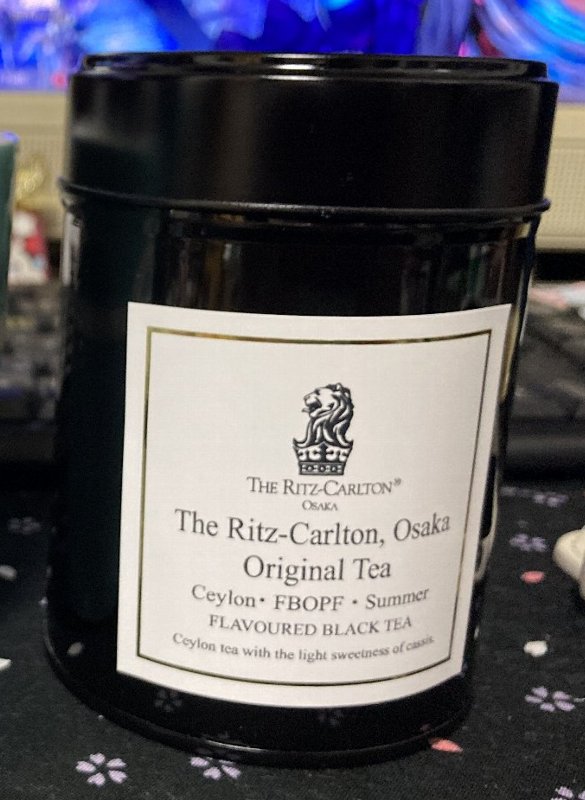 THE RITZ-CARLTON®
OSAKA
The Ritz-Carlton, Osaka
Original Tea
Ceylon・FBOPF・Summer
FLAVOURED BLACK TEA
Ceylon tea with the light sweetness of cassis.